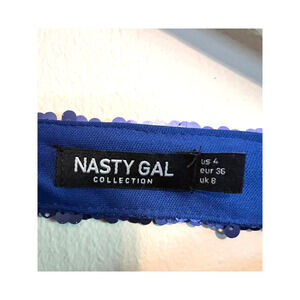 NASTY GAL
COLLECTION
us 4
eur 36
uk 8